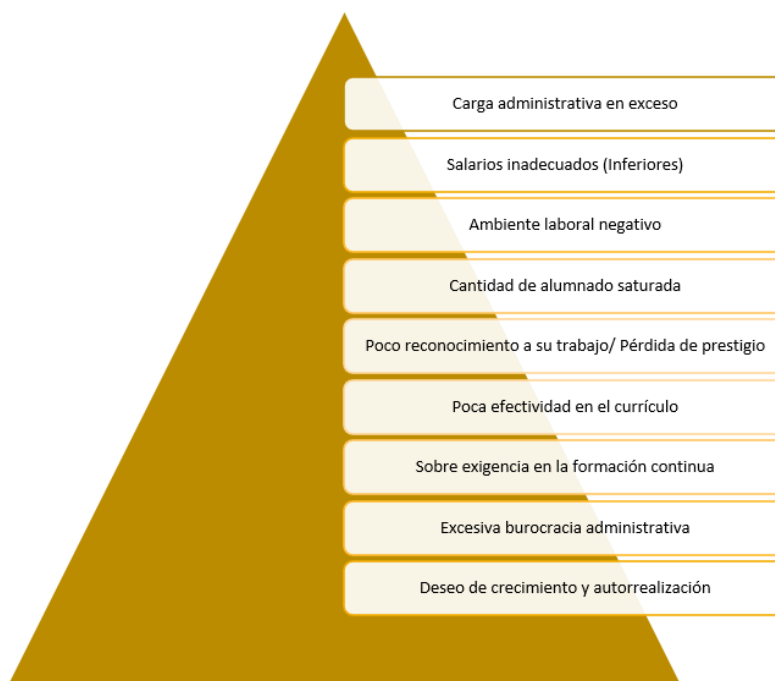 Carga administrativa en exceso
Salarios inadecuados (Inferiores)
Ambiente laboral negativo
Cantidad de alumnado saturada
Poco reconocimiento a su trabajo/ Pérdida de prestigio
Poca efectividad en el currículo
Sobre exigencia en la formación continua
Excesiva burocracia administrativa
Deseo de crecimiento y autorrealización